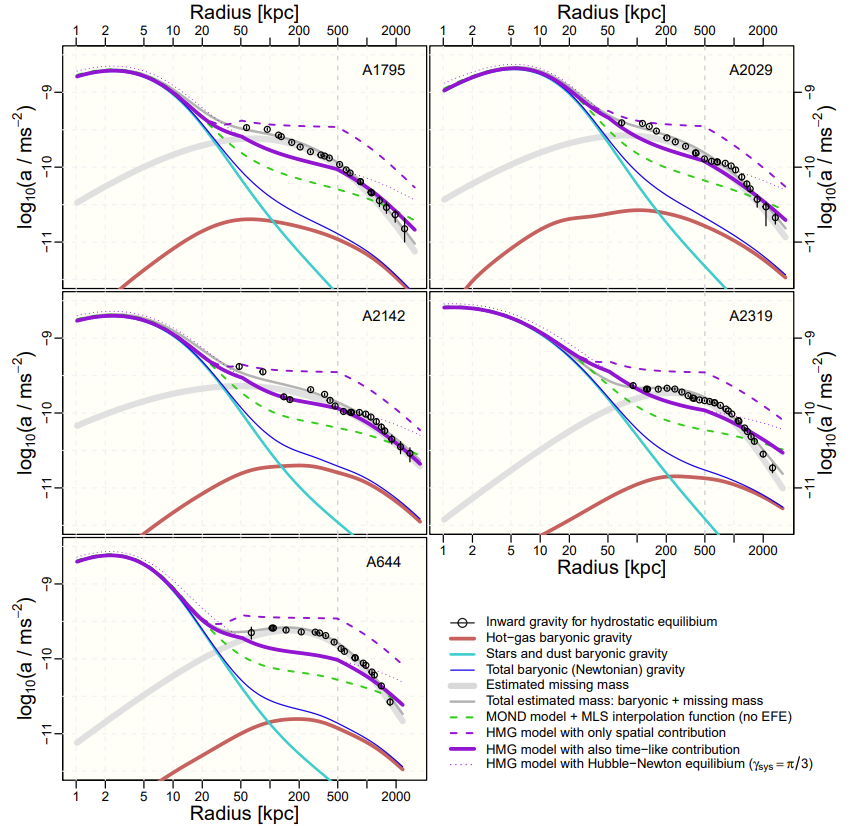 Radius [kpc]
Radius [kpc]
1 2 5 10 20 50 200 500 2000
1 2 5 10 20 50 200 500 2000
A1795
A2029
log10(a / ms−2)
−9
−10
−11
log10(a / ms−2)
−9
−10
−11
A2142
A2319
log10(a / ms−2)
−9
−10
−11
log10(a / ms−2)
−9
−10
−11
1 2 5 10 20 50 200 500 2000
Radius [kpc]
A644
log10(a / ms−2)
−9
−10
−11
1 2 5 10 20 50 200 500 2000
Radius [kpc]
Inward gravity for hydrostatic equilibrium
Hot−gas baryonic gravity
Stars and dust baryonic gravity
Total baryonic (Newtonian) gravity
Estimated missing mass
Total estimated mass: baryonic + missing mass
MOND model + MLS interpolation function (no EFE)
HMG model with only spatial contribution
HMG model with also time−like contribution
HMG model with Hubble−Newton equilibrium (γsys = π/3)